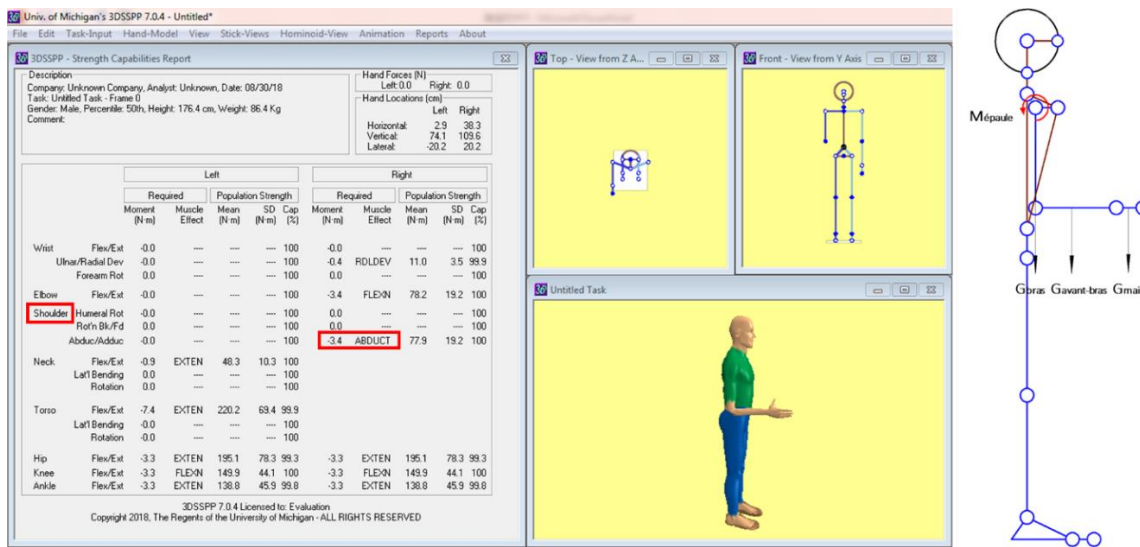 Univ. of Michigan's 3DSSPP 7.0.4 - Untitled*
File Edit Task-Input Hand-Model View Stick-Views Hominoid-View Animation Reports About
3DSSPP - Strength Capabilities Report
Description
Company: Unknown Company, Analyst: Unknown, Date: 08/30/18
Task: Untitled Task - Frame 0
Gender: Male, Percentile: 50th, Height: 176.4 cm, Weight: 86.4 Kg
Comment:
Hand Forces (N)
Left: 0.0 Right: 0.0
Hand Locations (cm)
Left Right
Horizontal: 2.9 38.3
Vertical: 74.1 109.6
Lateral: -20.2 20.2
Left Right
Required Population Strength Required Population Strength
Moment Muscle Mean SD Cap Moment Muscle Mean SD Cap
(N·m) Effect (N·m) (N·m) (%) (N·m) Effect (N·m) (N·m) (%)
Wrist Flex/Ext -0.0 ---- ---- ---- 100 -0.0 ---- ---- ---- 100
Ulnar/Radial Dev -0.0 ---- ---- ---- 100 -0.4 RDLDEV 11.0 3.5 99.9
Forearm Rot 0.0 ---- ---- ---- 100 0.0 ---- ---- ---- 100
Elbow Flex/Ext -0.0 ---- ---- ---- 100 -3.4 FLEXN 78.2 19.2 100
Shoulder Humeral Rot -0.0 ---- ---- ---- 100 0.0 ---- ---- ---- 100
Rot'n Bk/Fd 0.0 ---- ---- ---- 100 0.0 ---- ---- ---- 100
Abduc/Adduc -0.0 ---- ---- ---- 100 -3.4 ABDUCT 77.9 19.2 100
Neck Flex/Ext -0.9 EXTEN 48.3 10.3 100
Lat'l Bending 0.0 ---- ---- ---- 100
Rotation 0.0 ---- ---- ---- 100
Torso Flex/Ext -7.4 EXTEN 220.2 69.4 99.9
Lat'l Bending -0.0 ---- ---- ---- 100
Rotation -0.0 ---- ---- ---- 100
Hip Flex/Ext -3.3 EXTEN 195.1 78.3 99.3 -3.3 EXTEN 195.1 78.3 99.3
Knee Flex/Ext -3.3 FLEXN 149.9 44.1 100 -3.3 FLEXN 149.9 44.1 100
Ankle Flex/Ext -3.3 EXTEN 138.8 45.9 99.8 -3.3 EXTEN 138.8 45.9 99.8
3DSSPP 7.0.4 Licensed to: Evaluation
Copyright 2018, The Regents of the University of Michigan - ALL RIGHTS RESERVED
Top - View from Z A...
Front - View from Y Axis
Untitled Task
Mépaule
Gbras Gavant-bras Gmai